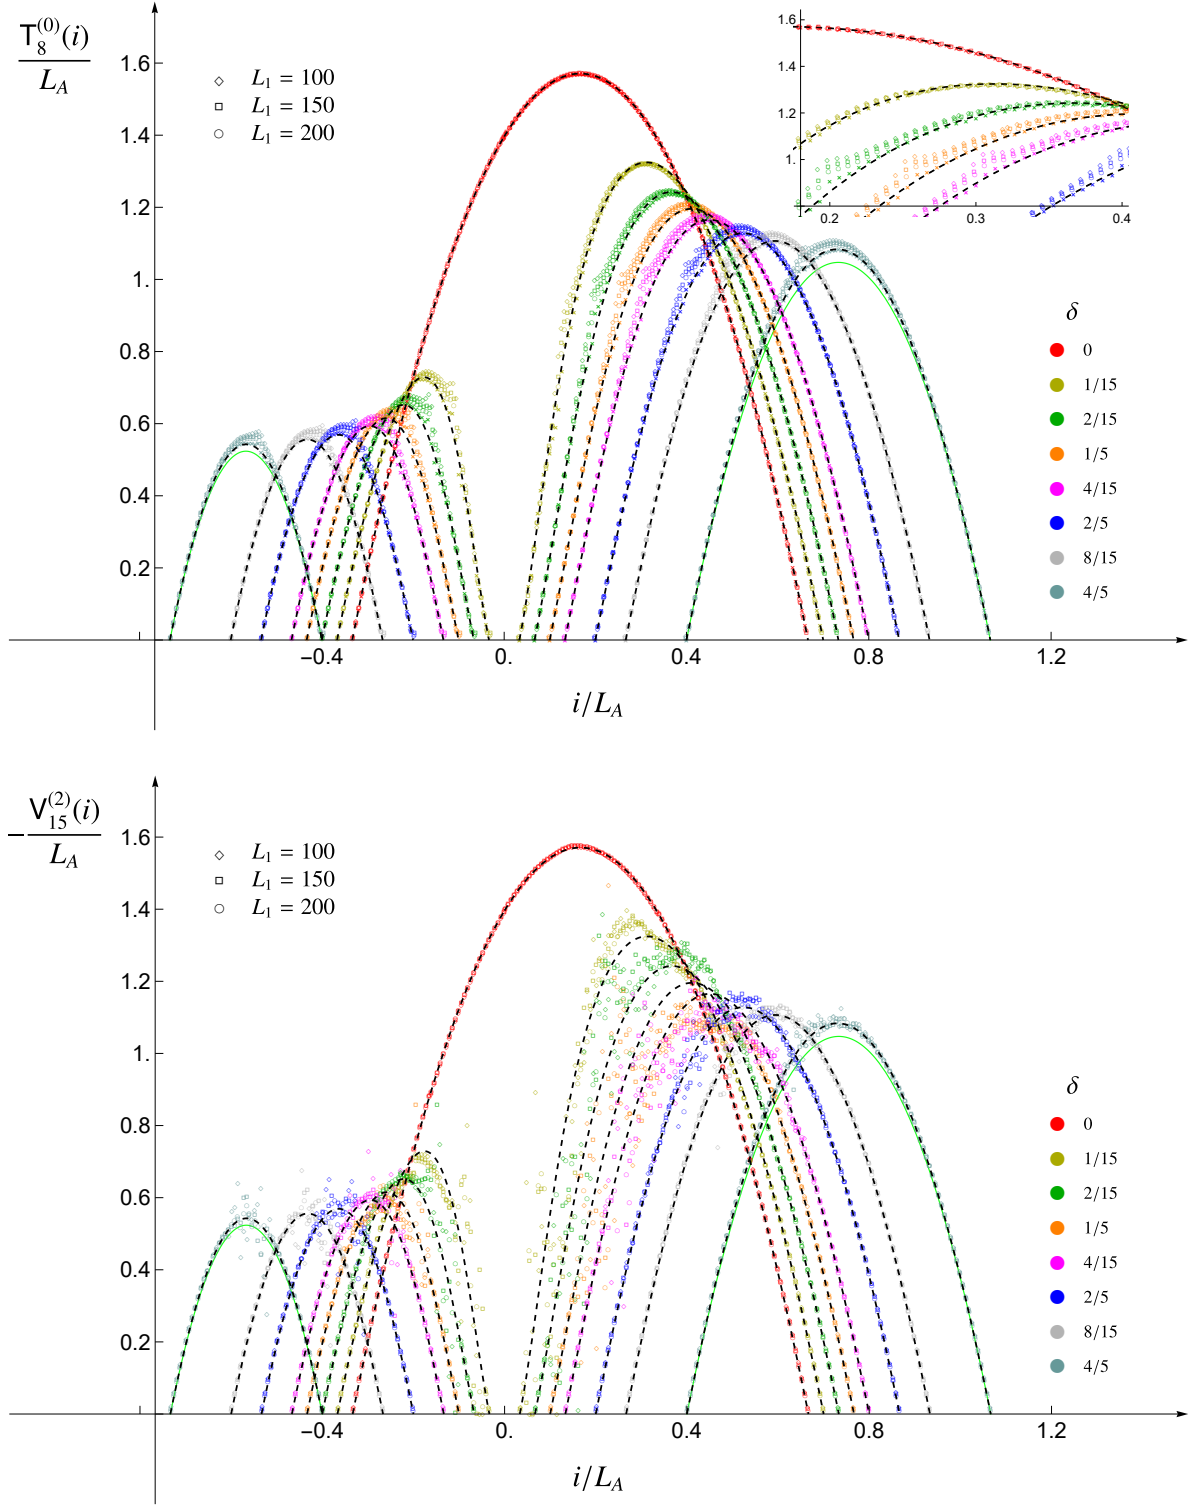 T_8^{(0)}(i)
L_A
1.6
1.4
1.2
1.
0.8
0.6
0.4
0.2
◇ L_1 = 100
□ L_1 = 150
○ L_1 = 200
1.6
1.4
1.2
1.
0.2 0.3 0.4
δ
0
1/15
2/15
1/5
4/15
2/5
8/15
4/5
−0.4 0. 0.4 0.8 1.2
i/L_A
− V_{15}^{(2)}(i)
L_A
1.6
1.4
1.2
1.
0.8
0.6
0.4
0.2
◇ L_1 = 100
□ L_1 = 150
○ L_1 = 200
δ
0
1/15
2/15
1/5
4/15
2/5
8/15
4/5
−0.4 0. 0.4 0.8 1.2
i/L_A